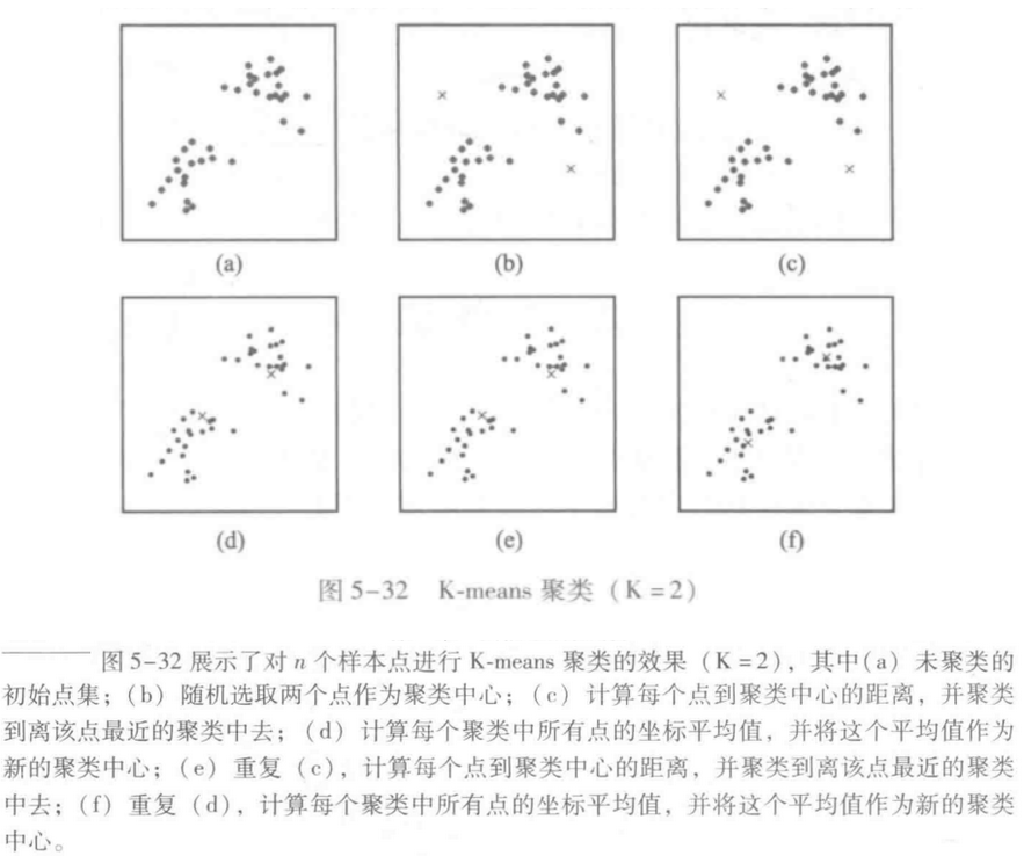 (a)
(b)
(c)
(d)
(e)
(f)
图 5-32 K-means 聚类（K=2）
图 5-32 展示了对 n 个样本点进行 K-means 聚类的效果（K=2），其中(a) 未聚类的
初始点集；(b) 随机选取两个点作为聚类中心；(c) 计算每个点到聚类中心的距离，并聚类
到离该点最近的聚类中去；(d) 计算每个聚类中所有点的坐标平均值，并将这个平均值作为
新的聚类中心；(e) 重复（c），计算每个点到聚类中心的距离，并聚类到离该点最近的聚类
中去；(f) 重复（d），计算每个聚类中所有点的坐标平均值，并将这个平均值作为新的聚类
中心。